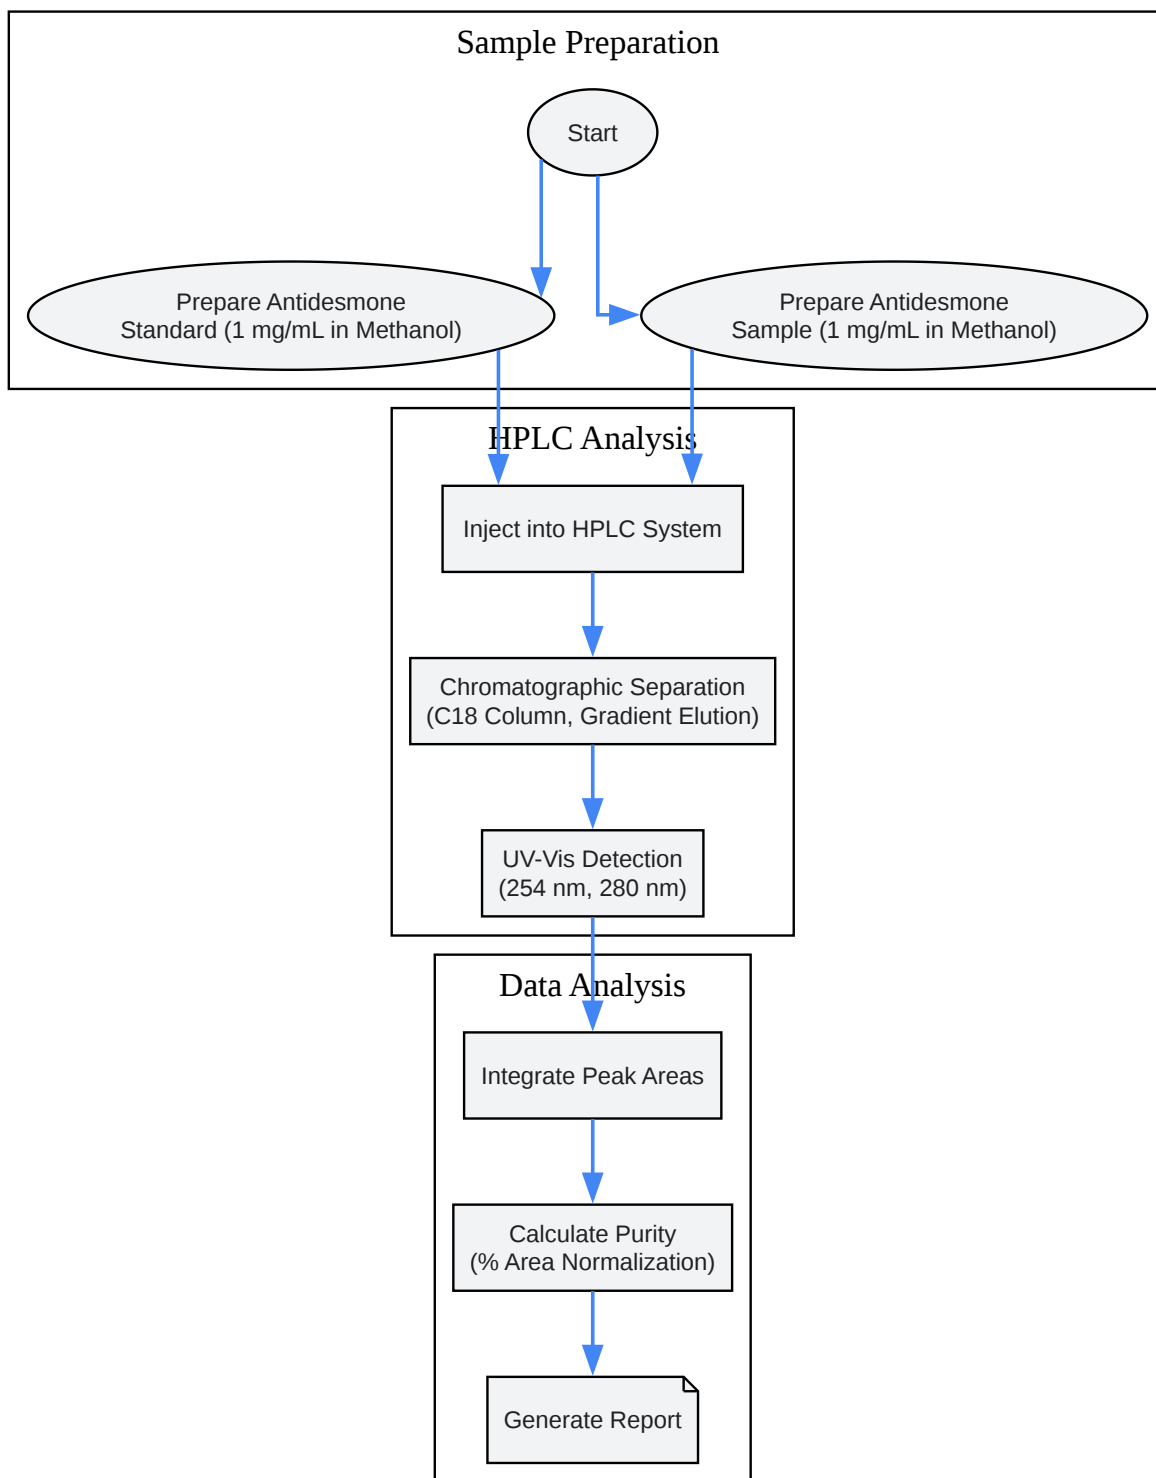 Sample Preparation
Start
Prepare Antidesmone
Standard (1 mg/mL in Methanol)
Prepare Antidesmone
Sample (1 mg/mL in Methanol)
HPLC Analysis
Inject into HPLC System
Chromatographic Separation
(C18 Column, Gradient Elution)
UV-Vis Detection
(254 nm, 280 nm)
Data Analysis
Integrate Peak Areas
Calculate Purity
(% Area Normalization)
Generate Report